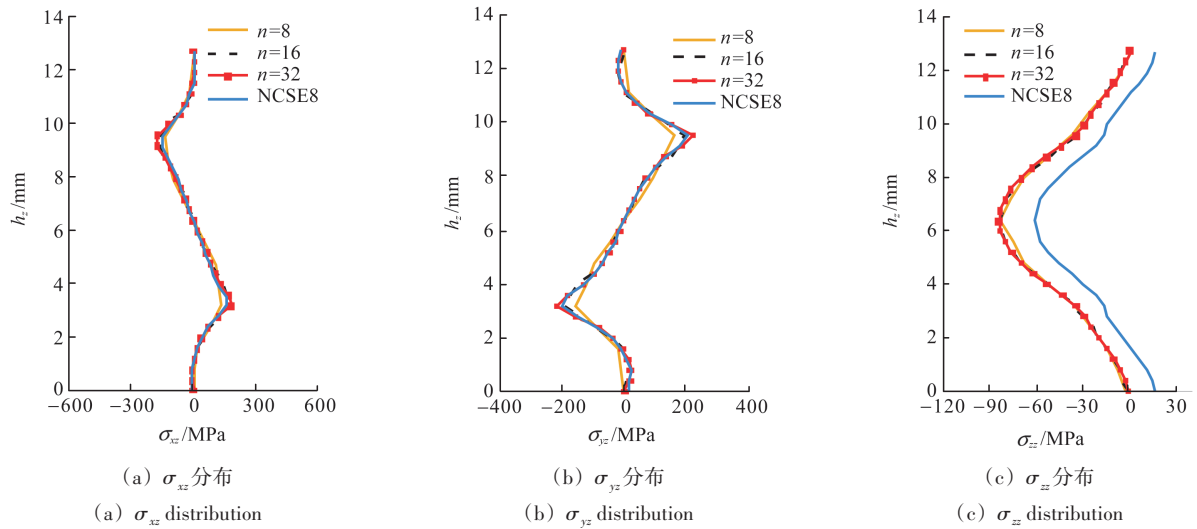 n=8
n=16
n=32
NCSE8
14
12
10
8
6
4
2
0
h_z/mm
−600 −300 0 300 600
σ_xz/MPa
(a) σ_xz分布
(a) σ_xz distribution
n=8
n=16
n=32
NCSE8
14
12
10
8
6
4
2
0
h_z/mm
−400 −200 0 200 400
σ_yz/MPa
(b) σ_yz分布
(b) σ_yz distribution
n=8
n=16
n=32
NCSE8
14
12
10
8
6
4
2
0
h_z/mm
−120 −90 −60 −30 0 30
σ_zz/MPa
(c) σ_zz分布
(c) σ_zz distribution